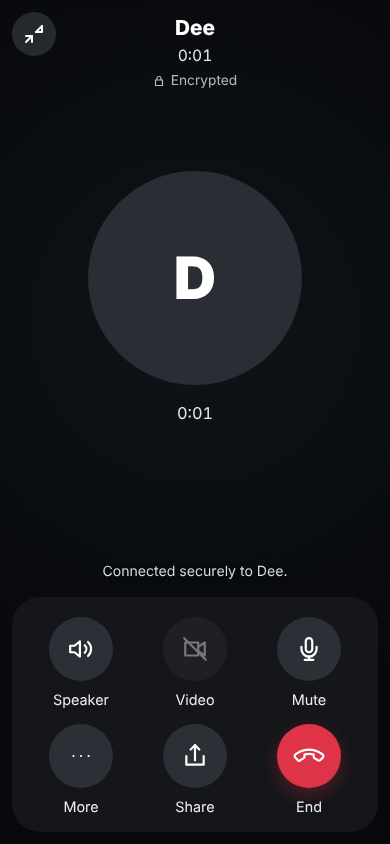 Dee
0:01
Encrypted
D
0:01
Connected securely to Dee.
Speaker Video Mute
More Share End